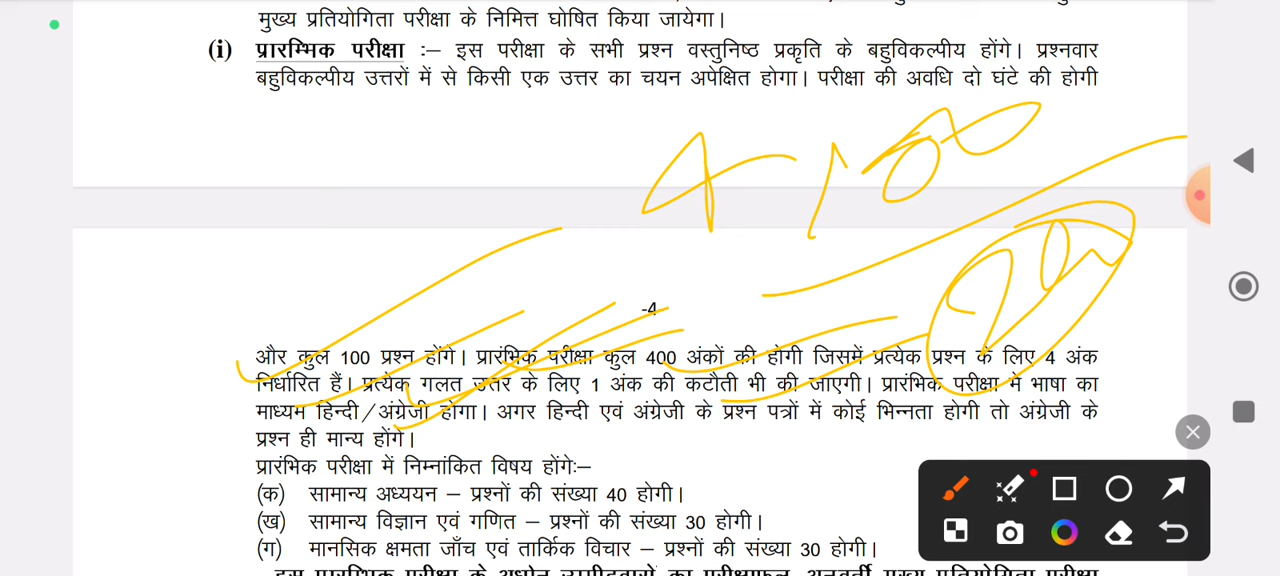 मुख्य प्रतियोगिता परीक्षा के निमित्त घोषित किया जायेगा।
(i) प्रारम्भिक परीक्षा :– इस परीक्षा के सभी प्रश्न वस्तुनिष्ठ प्रकृति के बहुविकल्पीय होंगे। प्रश्नवार
बहुविकल्पीय उत्तरों में से किसी एक उत्तर का चयन अपेक्षित होगा। परीक्षा की अवधि दो घंटे की होगी
-4
और कुल 100 प्रश्न होंगे। प्रारंभिक परीक्षा कुल 400 अंकों की होगी जिसमें प्रत्येक प्रश्न के लिए 4 अंक
निर्धारित हैं। प्रत्येक गलत उत्तर के लिए 1 अंक की कटौती भी की जाएगी। प्रारंभिक परीक्षा में भाषा का
माध्यम हिन्दी/अंग्रेजी होगा। अगर हिन्दी एवं अंग्रेजी के प्रश्न पत्रों में कोई भिन्नता होगी तो अंग्रेजी के
प्रश्न ही मान्य होंगे।
प्रारंभिक परीक्षा में निम्नांकित विषय होंगेः–
(क) सामान्य अध्ययन – प्रश्नों की संख्या 40 होगी।
(ख) सामान्य विज्ञान एवं गणित – प्रश्नों की संख्या 30 होगी।
(ग) मानसिक क्षमता जाँच एवं तार्किक विचार – प्रश्नों की संख्या 30 होगी।